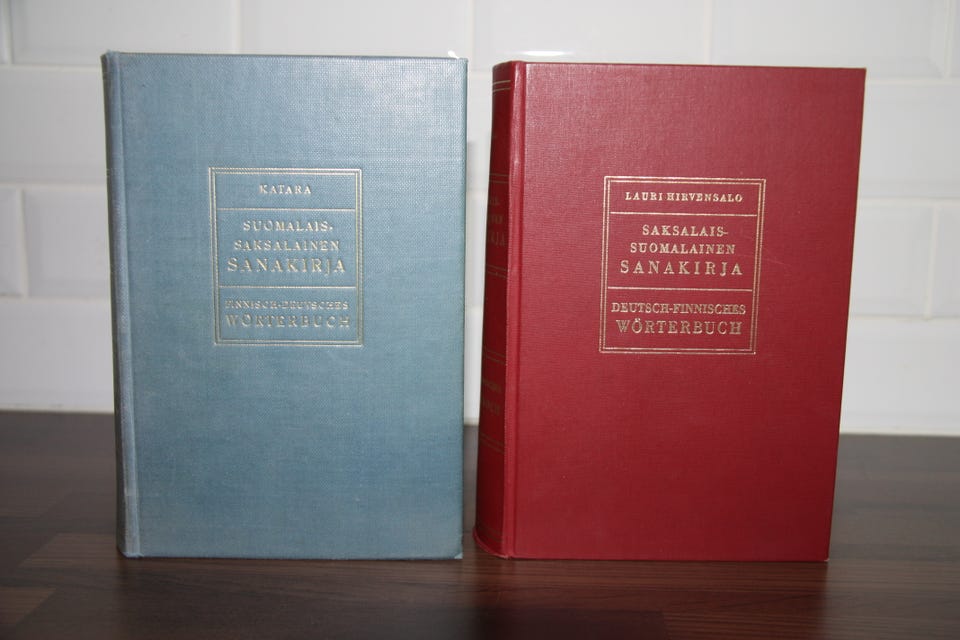 KATARA
SUOMALAIS-
SAKSALAINEN
SANAKIRJA
FINNISCH-DEUTSCHES
WÖRTERBUCH
LAURI HIRVENSALO
SAKSALAIS-
SUOMALAINEN
SANAKIRJA
DEUTSCH-FINNISCHES
WÖRTERBUCH